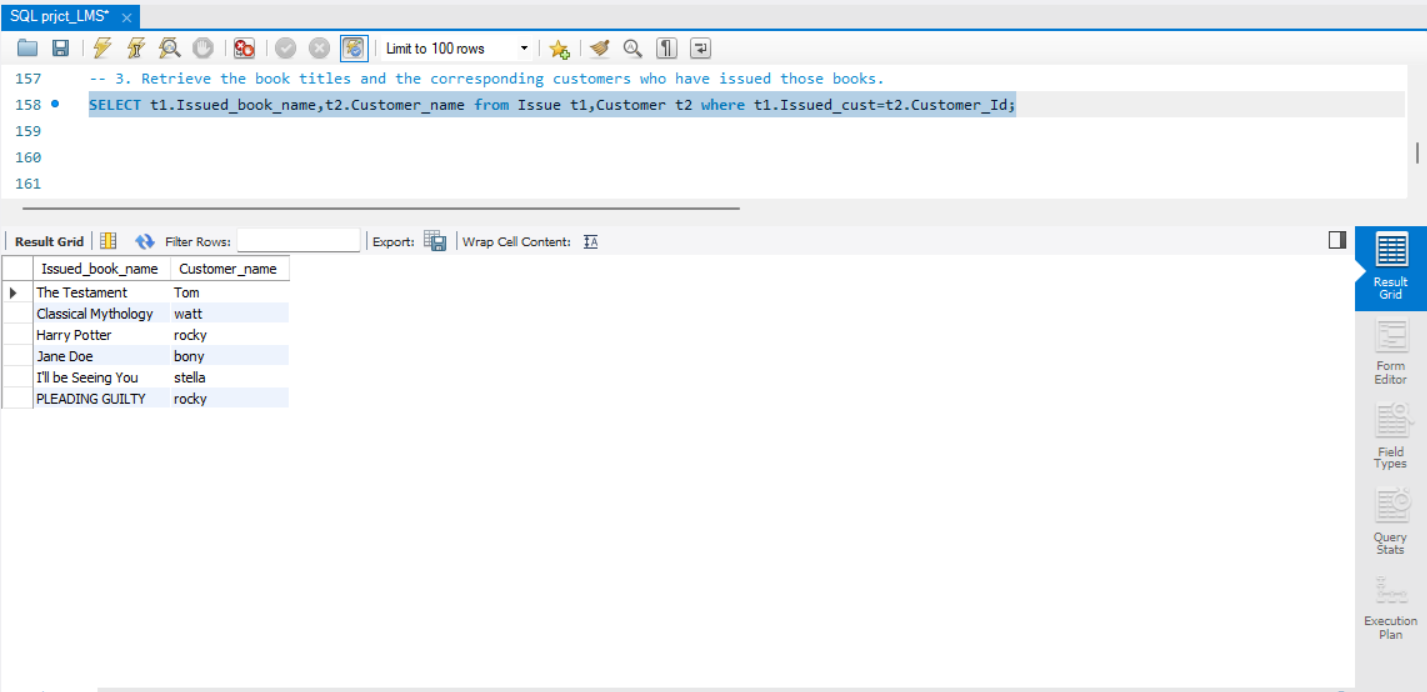 SQL prjct_LMS* ×
Limit to 100 rows
157 -- 3. Retrieve the book titles and the corresponding customers who have issued those books.
158 SELECT t1.Issued_book_name,t2.Customer_name from Issue t1,Customer t2 where t1.Issued_cust=t2.Customer_Id;
159
160
161
Result Grid Filter Rows: Export: Wrap Cell Content: IA
Issued_book_name Customer_name
The Testament Tom
Classical Mythology watt
Harry Potter rocky
Jane Doe bony
I'll be Seeing You stella
PLEADING GUILTY rocky
Result
Grid
Form
Editor
Field
Types
Query
Stats
Execution
Plan